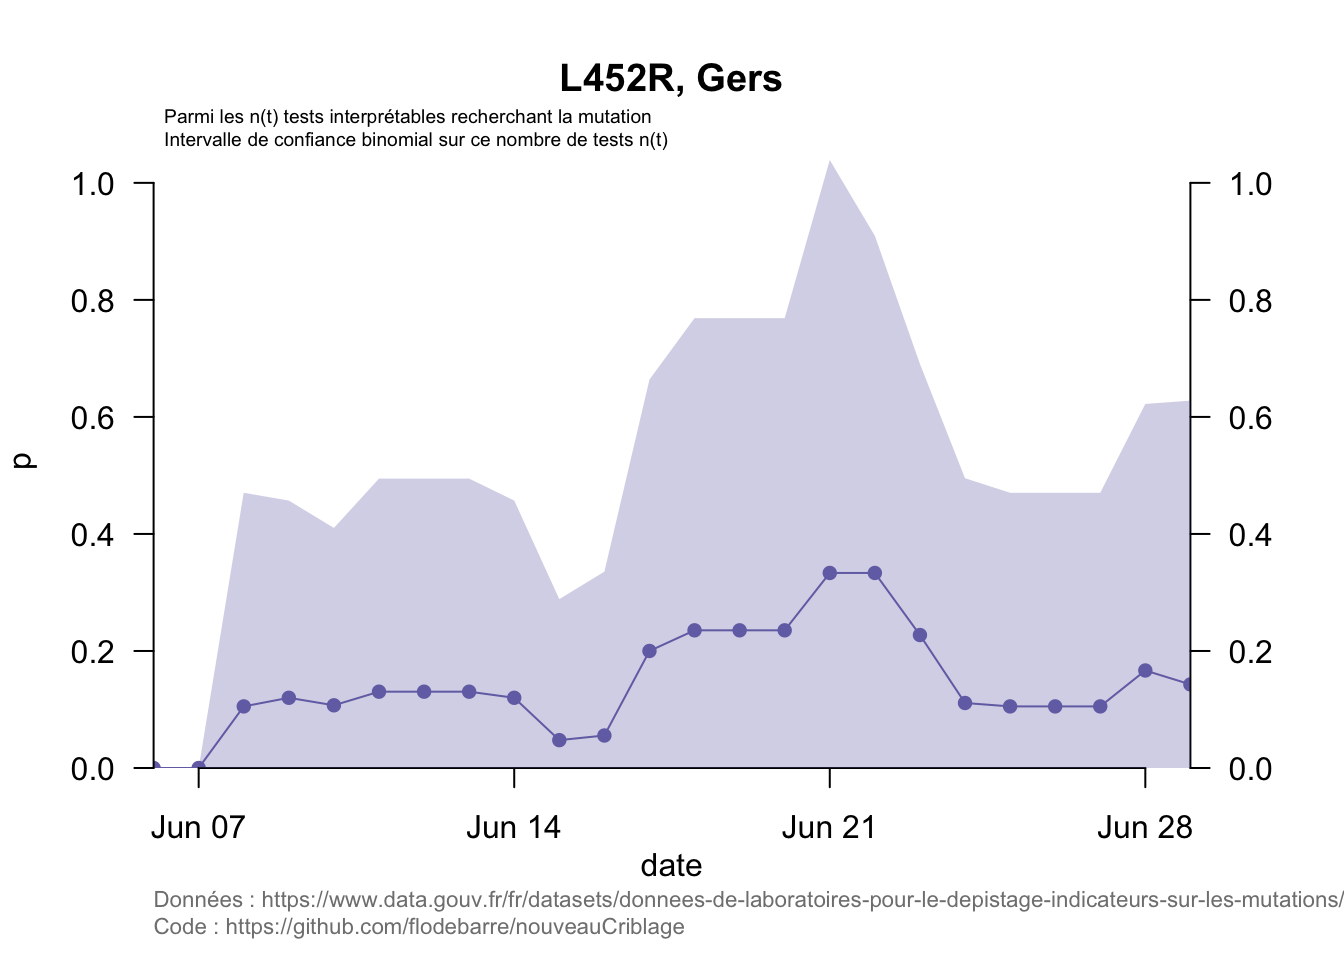 L452R, Gers
Parmi les n(t) tests interprétables recherchant la mutation
Intervalle de confiance binomial sur ce nombre de tests n(t)
1.0
0.8
0.6
0.4
0.2
0.0
p
1.0
0.8
0.6
0.4
0.2
0.0
Jun 07 Jun 14 Jun 21 Jun 28
date
Données : https://www.data.gouv.fr/fr/datasets/donnees-de-laboratoires-pour-le-depistage-indicateurs-sur-les-mutations/
Code : https://github.com/flodebarre/nouveauCriblage